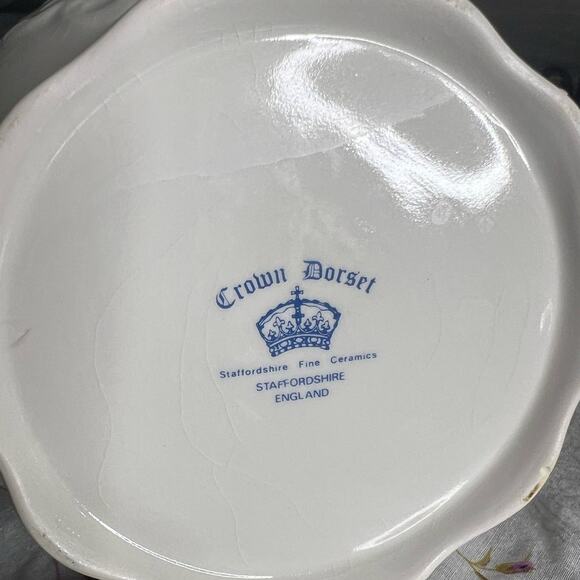 Crown Dorset
Staffordshire Fine Ceramics
STAFFORDSHIRE
ENGLAND